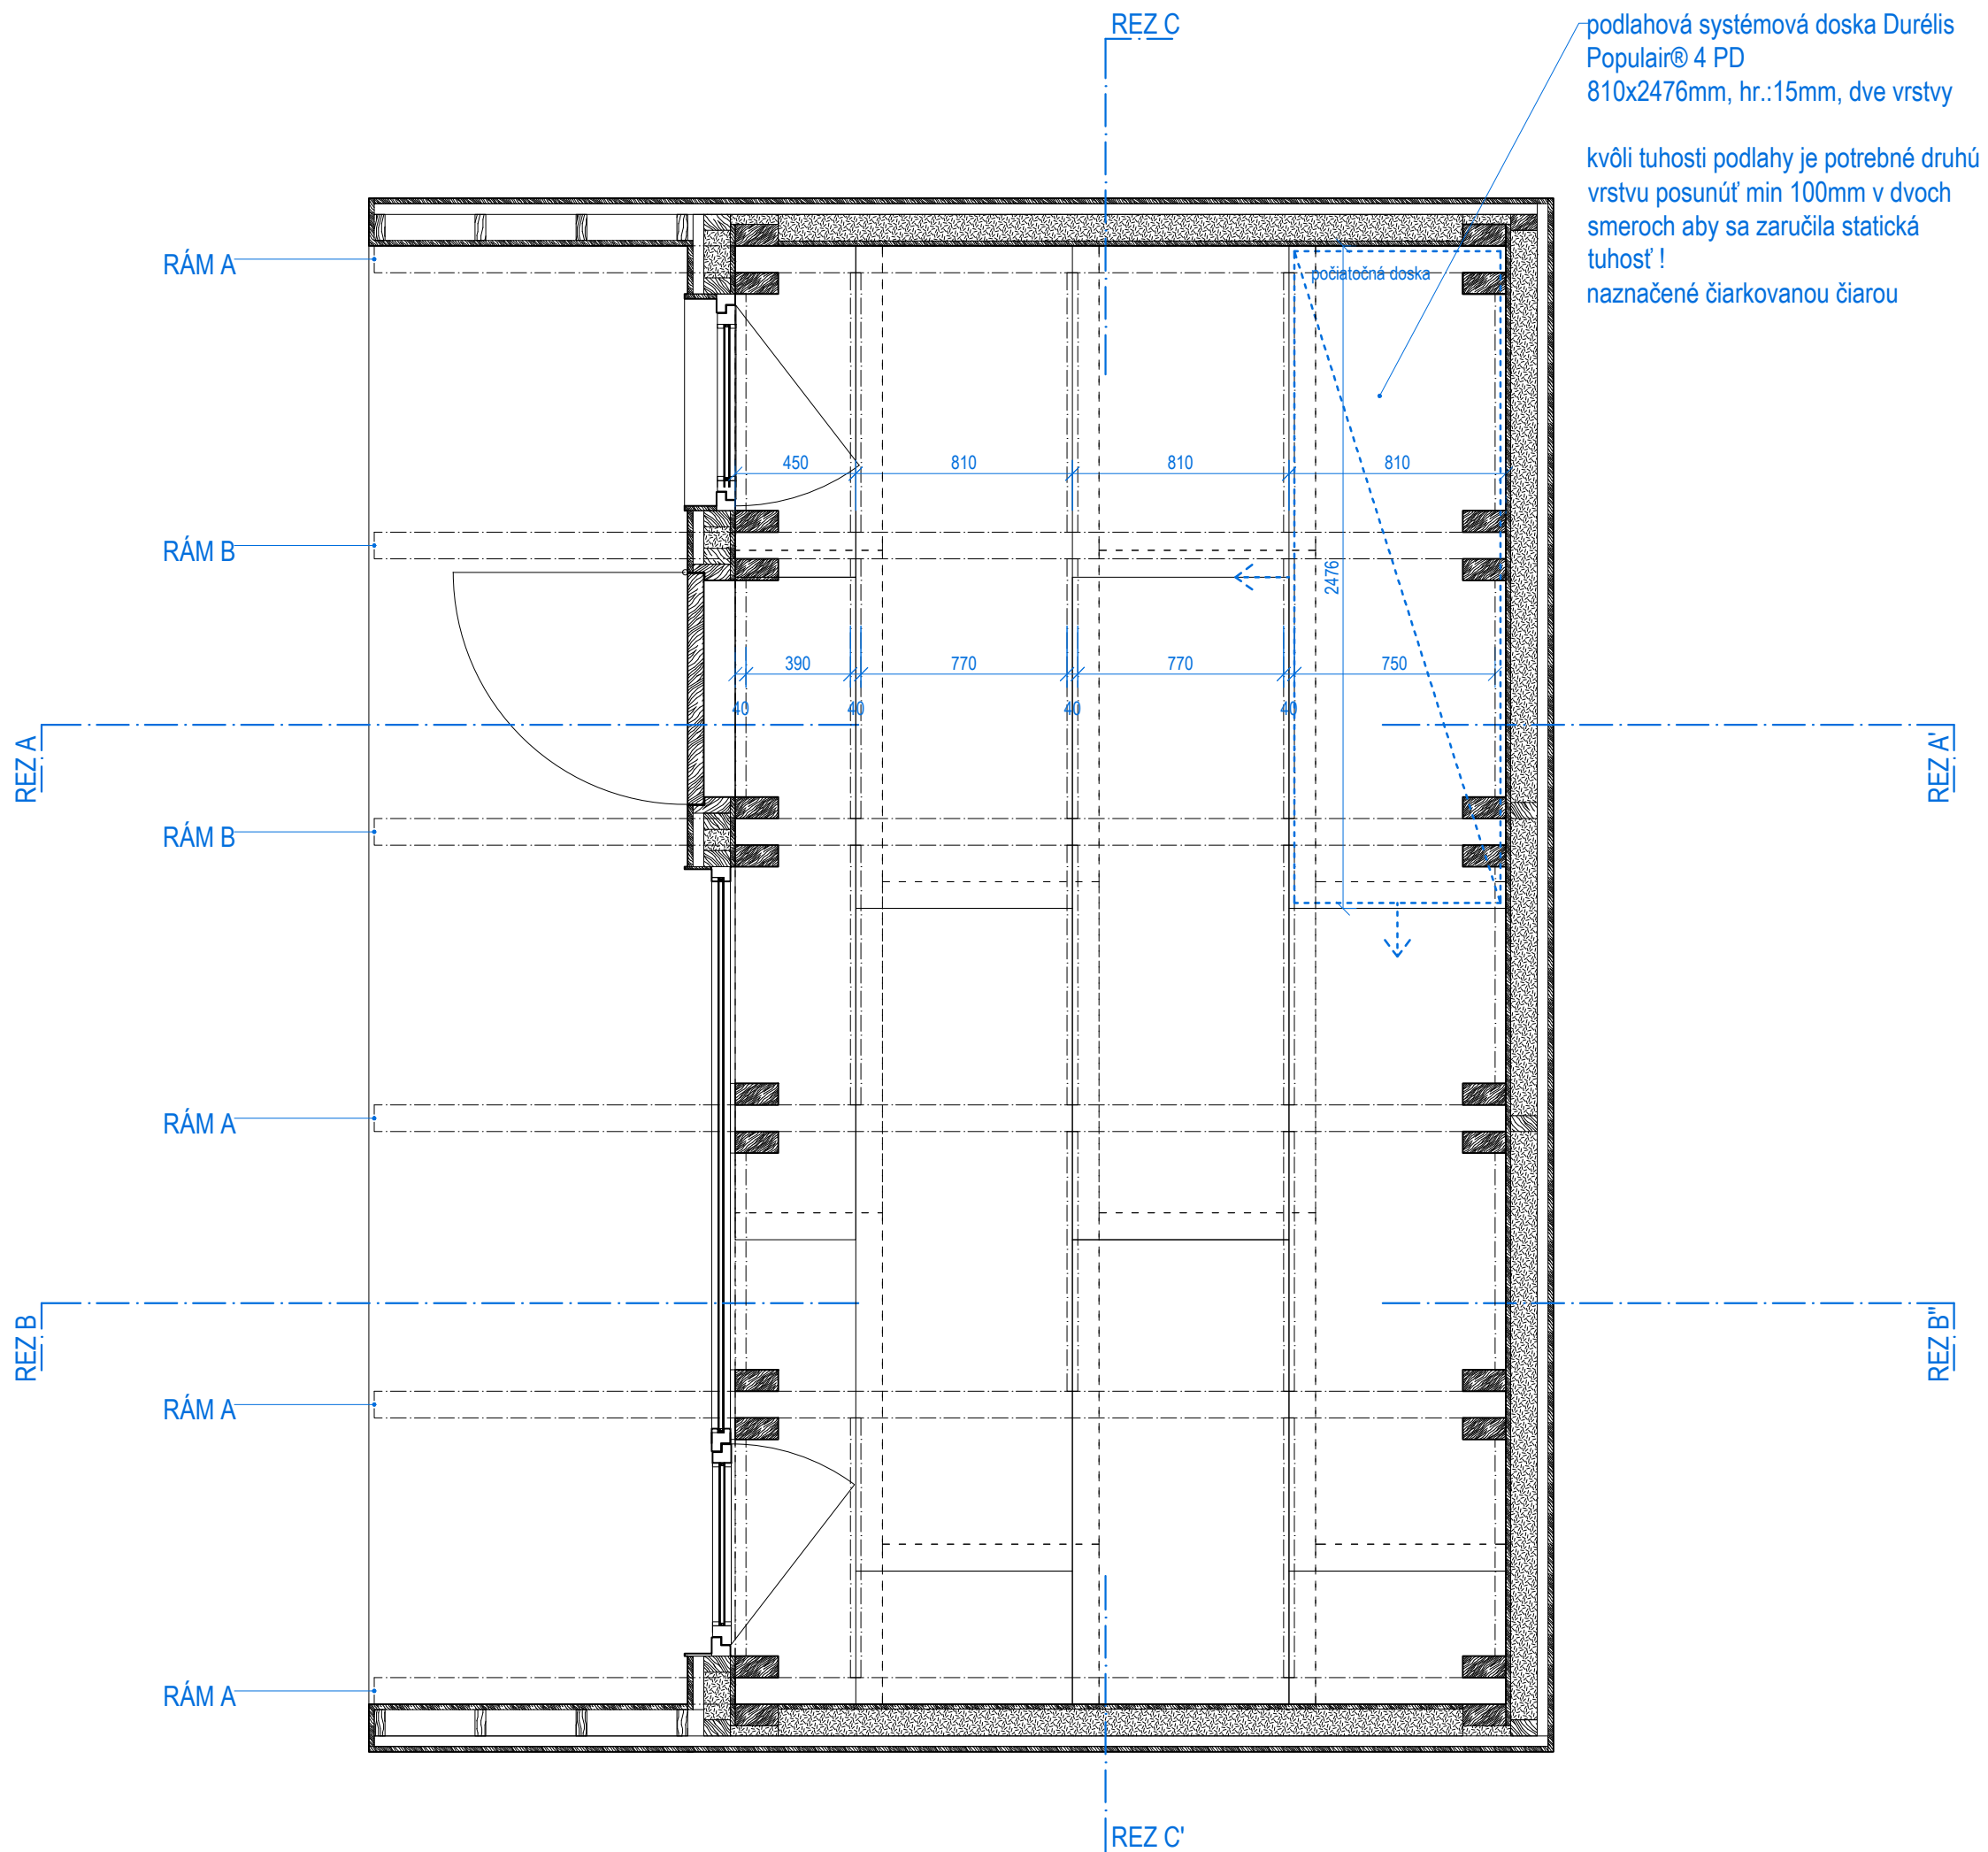 REZ C
podlahová systémová doska Durélis
Populair® 4 PD
810x2476mm, hr.:15mm, dve vrstvy
kvôli tuhosti podlahy je potrebné druhú
vrstvu posunúť min 100mm v dvoch
smeroch aby sa zaručila statická
tuhosť !
naznačené čiarkovanou čiarou
RÁM A
počiatočná doska
450
810
810
810
RÁM B
2476
390
770
770
750
40
40
40
40
REZ A
REZ A'
RÁM B
RÁM A
REZ B
REZ B"
RÁM A
RÁM A
REZ C'